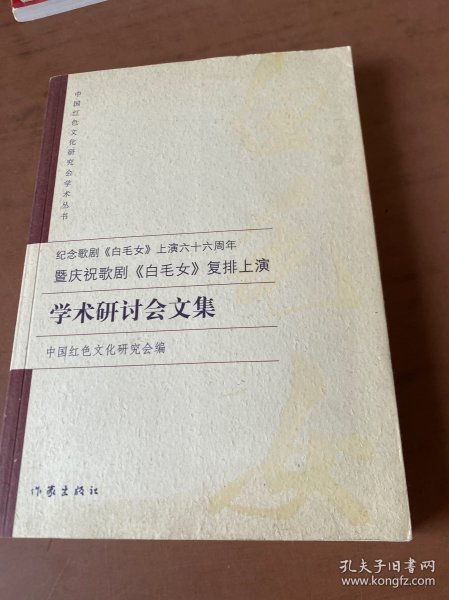 中国红色文化研究会学术丛书
纪念歌剧《白毛女》上演六十六周年
暨庆祝歌剧《白毛女》复排上演
学术研讨会文集
中国红色文化研究会编
作家出版社
孔夫子旧书网
www.kongfz.com